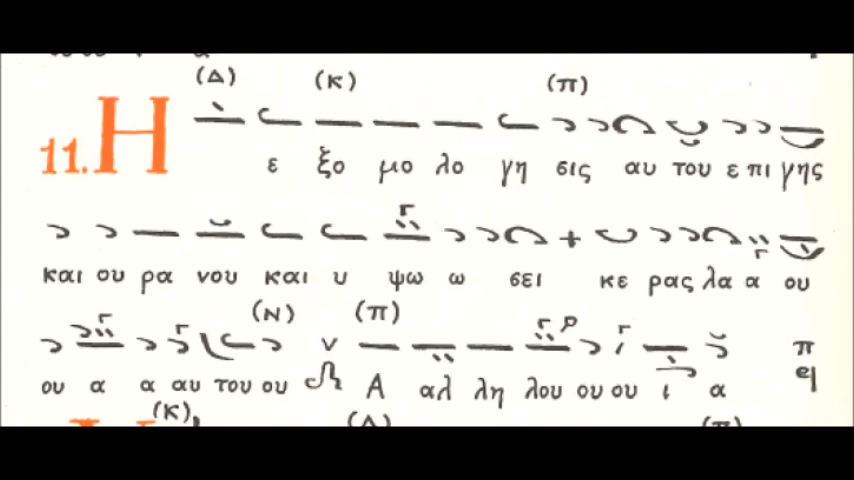 (Δ) (κ) (π)
11. Η ε ξο μο λο γη σις αυ του ε πι γης
και ου ρα νου και υ ψω ω σει κε ρας λα α ου
(Ν) (π)
ου α α αυ του ου Α αλ λη λου ου ου ι α
π
(κ) (Δ) (π)